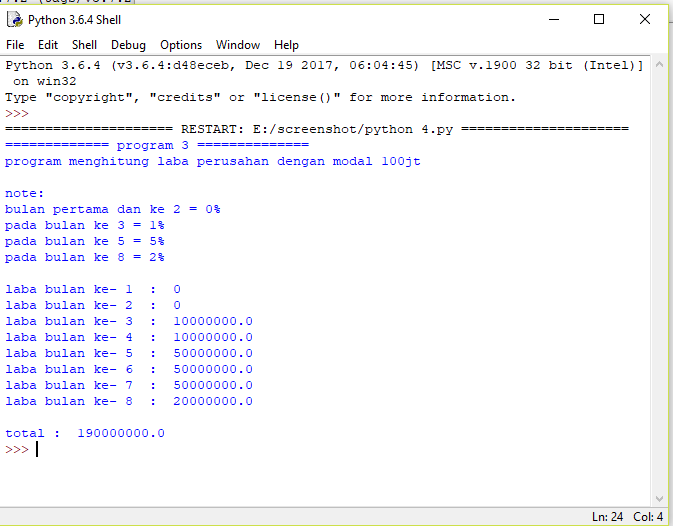 Python 3.6.4 Shell
File Edit Shell Debug Options Window Help
Python 3.6.4 (v3.6.4:d48eceb, Dec 19 2017, 06:04:45) [MSC v.1900 32 bit (Intel)]
on win32
Type "copyright", "credits" or "license()" for more information.
>>>
===================== RESTART: E:/screenshot/python 4.py =====================
============= program 3 ==============
program menghitung laba perusahan dengan modal 100jt
note:
bulan pertama dan ke 2 = 0%
pada bulan ke 3 = 1%
pada bulan ke 5 = 5%
pada bulan ke 8 = 2%
laba bulan ke- 1  :  0
laba bulan ke- 2  :  0
laba bulan ke- 3  :  10000000.0
laba bulan ke- 4  :  10000000.0
laba bulan ke- 5  :  50000000.0
laba bulan ke- 6  :  50000000.0
laba bulan ke- 7  :  50000000.0
laba bulan ke- 8  :  20000000.0
total :  190000000.0
>>>
Ln: 24 Col: 4